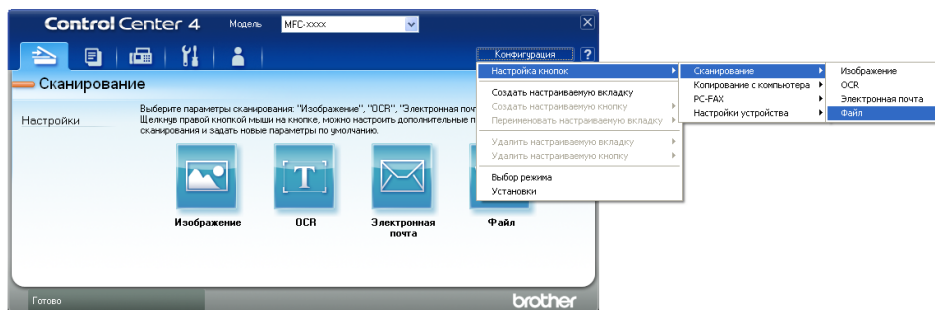 Control Center 4
Модель
MFC-xxxx
Конфигурация
?
Сканирование
Настройки
Выберите параметры сканирования: "Изображение", "OCR", "Электронная поч
Щелкнув правой кнопкой мыши на кнопке, можно настроить дополнительные п
сканирования и задать новые параметры по умолчанию.
Изображение
OCR
Электронная
почта
Файл
Настройка кнопок
Создать настраиваемую вкладку
Создать настраиваемую кнопку
Переименовать настраиваемую вкладку
Удалить настраиваемую вкладку
Удалить настраиваемую кнопку
Выбор режима
Установки
Сканирование
Копирование с компьютера
PC-FAX
Настройки устройства
Изображение
OCR
Электронная почта
Файл
Готово
brother